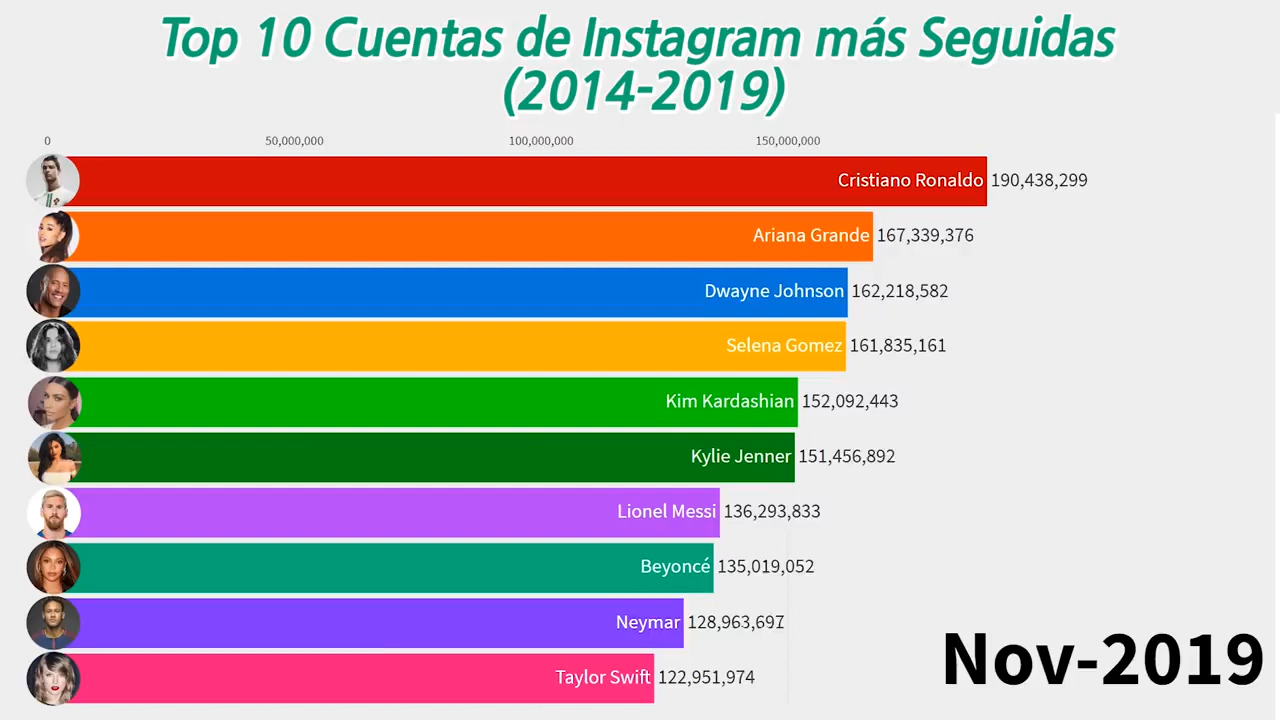 Top 10 Cuentas de Instagram más Seguidas
(2014-2019)
0 50,000,000 100,000,000 150,000,000
Cristiano Ronaldo 190,438,299
Ariana Grande 167,339,376
Dwayne Johnson 162,218,582
Selena Gomez 161,835,161
Kim Kardashian 152,092,443
Kylie Jenner 151,456,892
Lionel Messi 136,293,833
Beyoncé 135,019,052
Neymar 128,963,697
Taylor Swift 122,951,974
Nov-2019